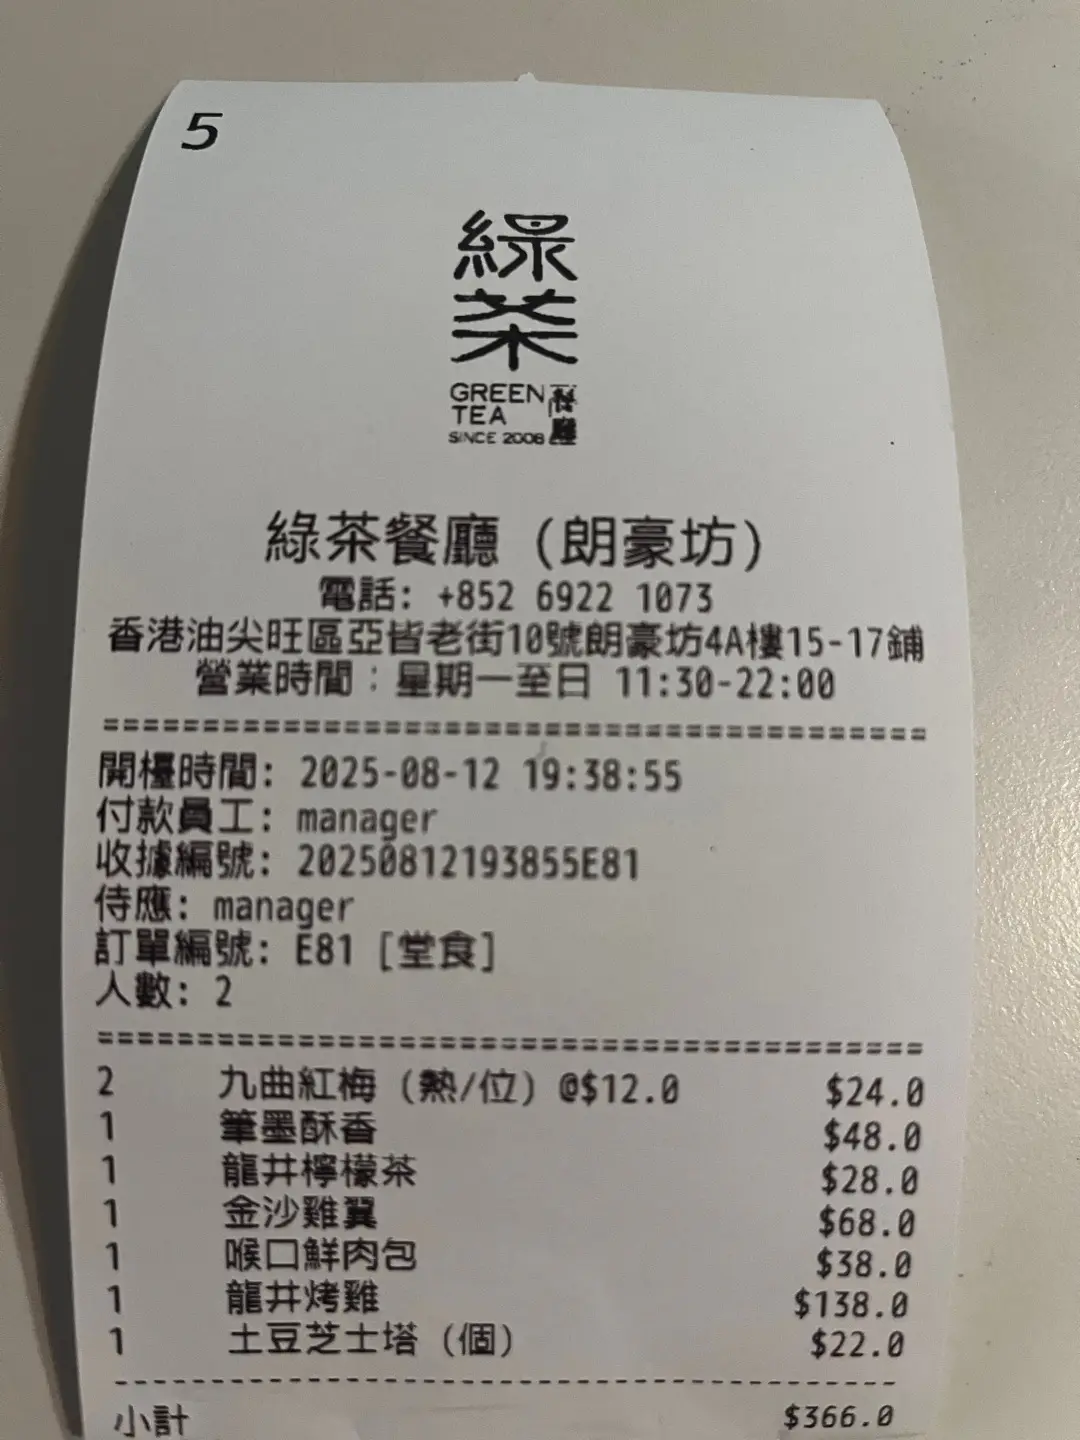 5
綠
茶
GREEN
TEA
餐廳
SINCE 2008
綠茶餐廳 (朗豪坊)
電話: +852 6922 1073
香港油尖旺區亞皆老街10號朗豪坊4A樓15-17鋪
營業時間：星期一至日 11:30-22:00
========================================
開檯時間: 2025-08-12 19:38:55
付款員工: manager
收據編號: 20250812193855E81
侍應: manager
訂單編號: E81 [堂食]
人數: 2
========================================
2 九曲紅梅 (熱/位) @$12.0 $24.0
1 筆墨酥香 $48.0
1 龍井檸檬茶 $28.0
1 金沙雞翼 $68.0
1 喉口鮮肉包 $38.0
1 龍井烤雞 $138.0
1 土豆芝士塔 (個) $22.0
----------------------------------------
小計 $366.0